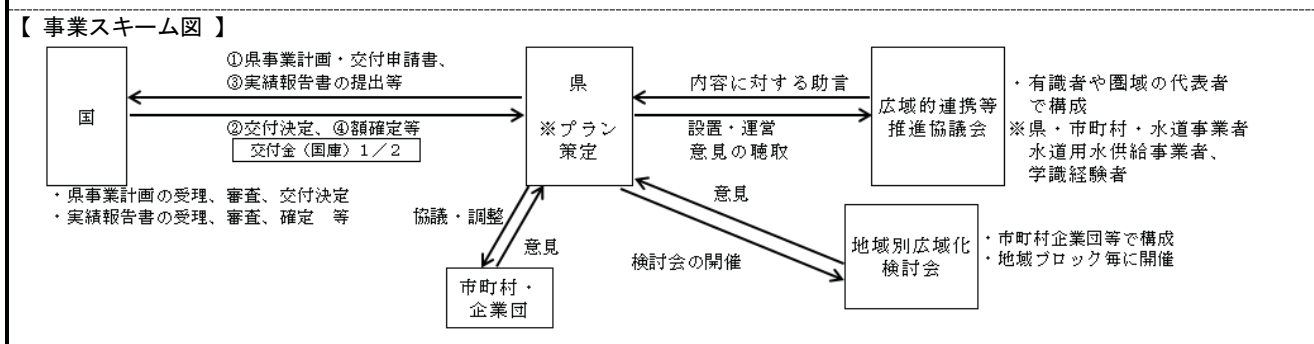 【 事業スキーム図 】
国
①県事業計画・交付申請書、
③実績報告書の提出等
②交付決定、④額確定等
交付金（国庫）１／２
・県事業計画の受理、審査、交付決定
・実績報告書の受理、審査、確定　等
県
※プラン
策定
内容に対する助言
設置・運営
意見の聴取
広域的連携等
推進協議会
・有識者や圏域の代表者
で構成
※県・市町村・水道事業者
水道用水供給事業者、
学識経験者
協議・調整
意見
市町村・
企業団
意見
検討会の開催
地域別広域化
検討会
・市町村企業団等で構成
・地域ブロック毎に開催